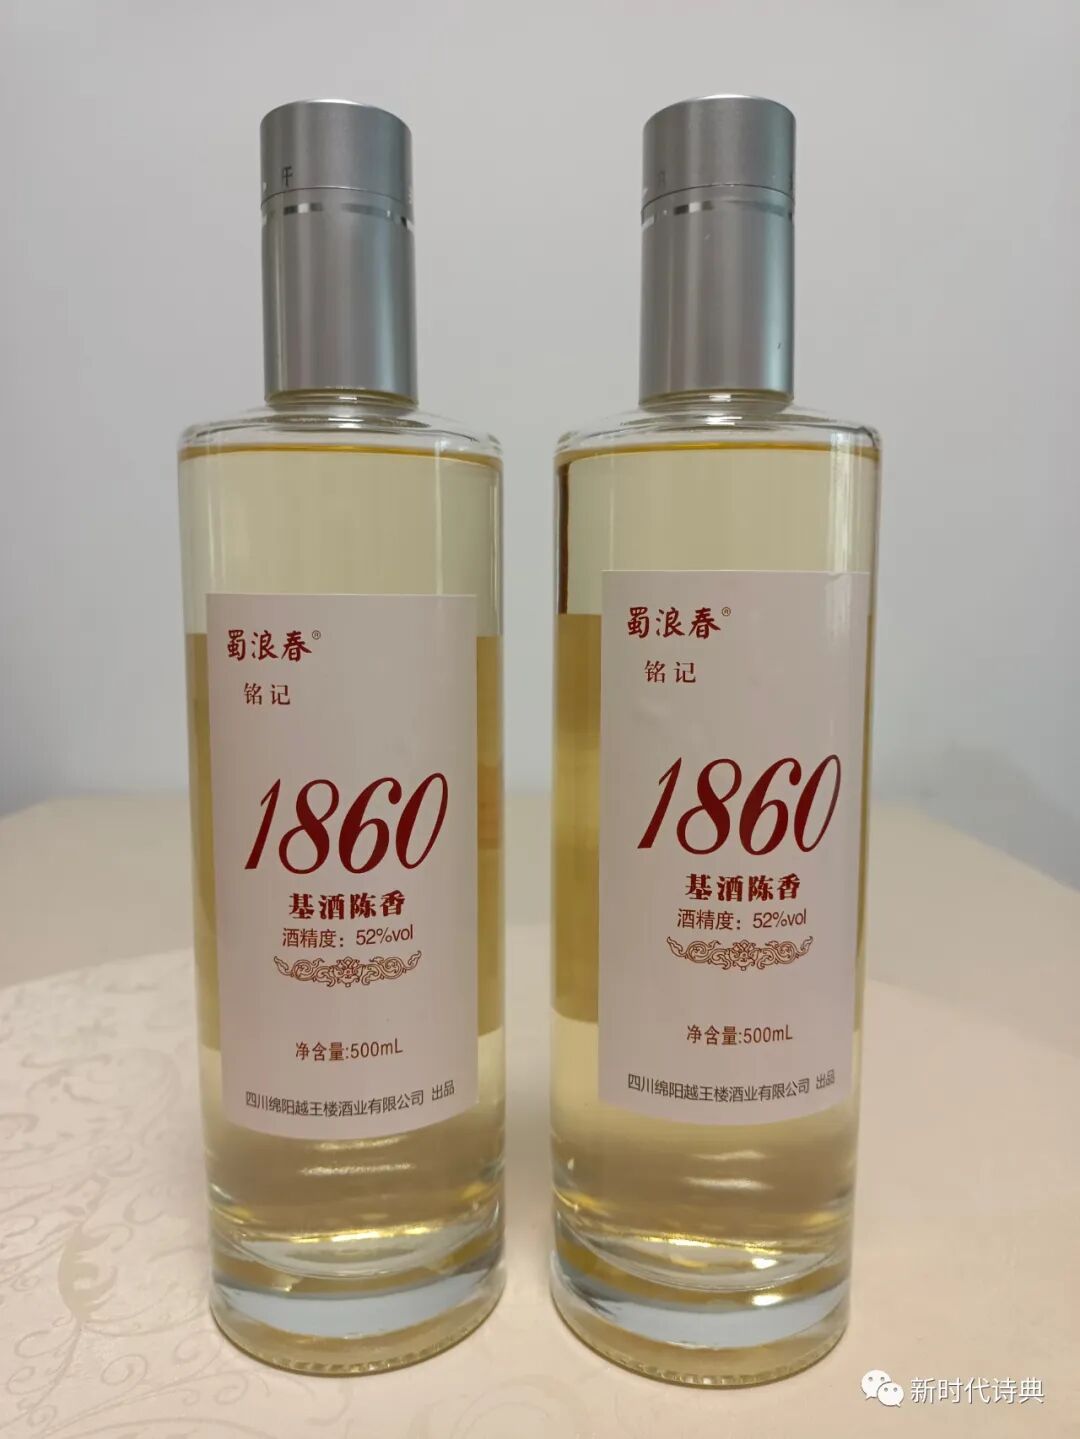 蜀浪春®
铭记
1860
基酒陈香
酒精度：52%vol
净含量:500mL
四川绵阳越王楼酒业有限公司 出品
蜀浪春®
铭记
1860
基酒陈香
酒精度：52%vol
净含量:500mL
四川绵阳越王楼酒业有限公司 出品
新时代诗典